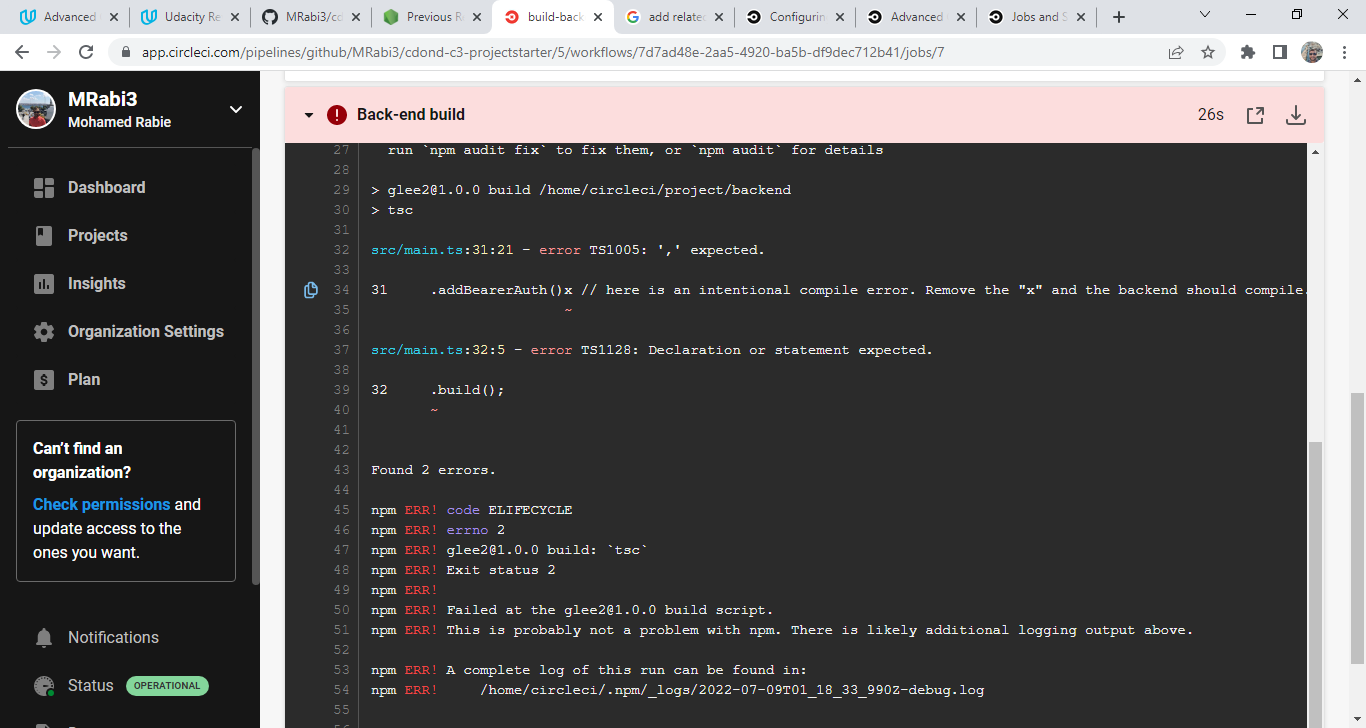 Advanced
Udacity Re
MRabi3/cd
Previous R
build-back
add relate
Configurin
Advanced
Jobs and S
app.circleci.com/pipelines/github/MRabi3/cdond-c3-projectstarter/5/workflows/7d7ad48e-2aa5-4920-ba5b-df9dec712b41/jobs/7
MRabi3
Mohamed Rabie
Dashboard
Projects
Insights
Organization Settings
Plan
Can't find an
organization?
Check permissions and
update access to the
ones you want.
Notifications
Status OPERATIONAL
Back-end build 26s
27 run `npm audit fix` to fix them, or `npm audit` for details
28
29 > glee2@1.0.0 build /home/circleci/project/backend
30 > tsc
31
32 src/main.ts:31:21 - error TS1005: ',' expected.
33
34 31 .addBearerAuth()x // here is an intentional compile error. Remove the "x" and the backend should compile.
35 ~
36
37 src/main.ts:32:5 - error TS1128: Declaration or statement expected.
38
39 32 .build();
40 ~
41
42
43 Found 2 errors.
44
45 npm ERR! code ELIFECYCLE
46 npm ERR! errno 2
47 npm ERR! glee2@1.0.0 build: `tsc`
48 npm ERR! Exit status 2
49 npm ERR!
50 npm ERR! Failed at the glee2@1.0.0 build script.
51 npm ERR! This is probably not a problem with npm. There is likely additional logging output above.
52
53 npm ERR! A complete log of this run can be found in:
54 npm ERR! /home/circleci/.npm/_logs/2022-07-09T01_18_33_990Z-debug.log
55